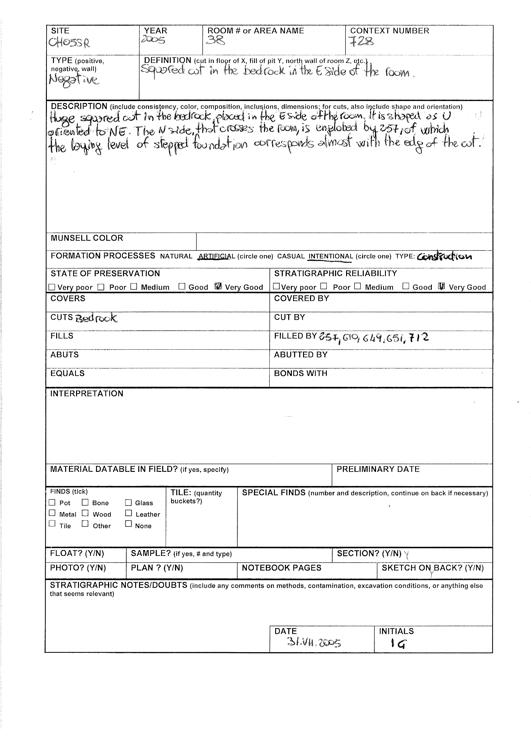 SITE YEAR ROOM # or AREA NAME CONTEXT NUMBER
CHO5SR 2005 38 728
TYPE (positive, negative, wall) DEFINITION (cut in floor of X, fill of pit Y, north wall of room Z, etc.)
Negative Squared cut in the bedrock in the E side of the room.
DESCRIPTION (include consistency, color, composition, inclusions, dimensions; for cuts, also include shape and orientation)
Huge squared cut in the bedrock, placed in the E side of the room. It is shaped as U
oriented to NE. The N side, that crosses the room, is englobed by 257, of which
the laying level of stepped foundation corresponds almost with the edge of the cut.
MUNSELL COLOR
FORMATION PROCESSES NATURAL ARTIFICIAL (circle one) CASUAL INTENTIONAL (circle one) TYPE: Construction
STATE OF PRESERVATION STRATIGRAPHIC RELIABILITY
Very poor Poor Medium Good Very Good Very poor Poor Medium Good Very Good
COVERS COVERED BY
CUTS Bedrock CUT BY
FILLS FILLED BY 257, 610, 649, 651, 712
ABUTS ABUTTED BY
EQUALS BONDS WITH
INTERPRETATION
MATERIAL DATABLE IN FIELD? (if yes, specify) PRELIMINARY DATE
FINDS (tick) TILE: (quantity SPECIAL FINDS (number and description, continue on back if necessary)
Pot Bone Glass buckets?)
Metal Wood Leather
Tile Other None
FLOAT? (Y/N) SAMPLE? (if yes, # and type) SECTION? (Y/N) Y
PHOTO? (Y/N) PLAN ? (Y/N) NOTEBOOK PAGES SKETCH ON BACK? (Y/N)
STRATIGRAPHIC NOTES/DOUBTS (include any comments on methods, contamination, excavation conditions, or anything else
that seems relevant)
DATE INITIALS
31.VII.2005 IG